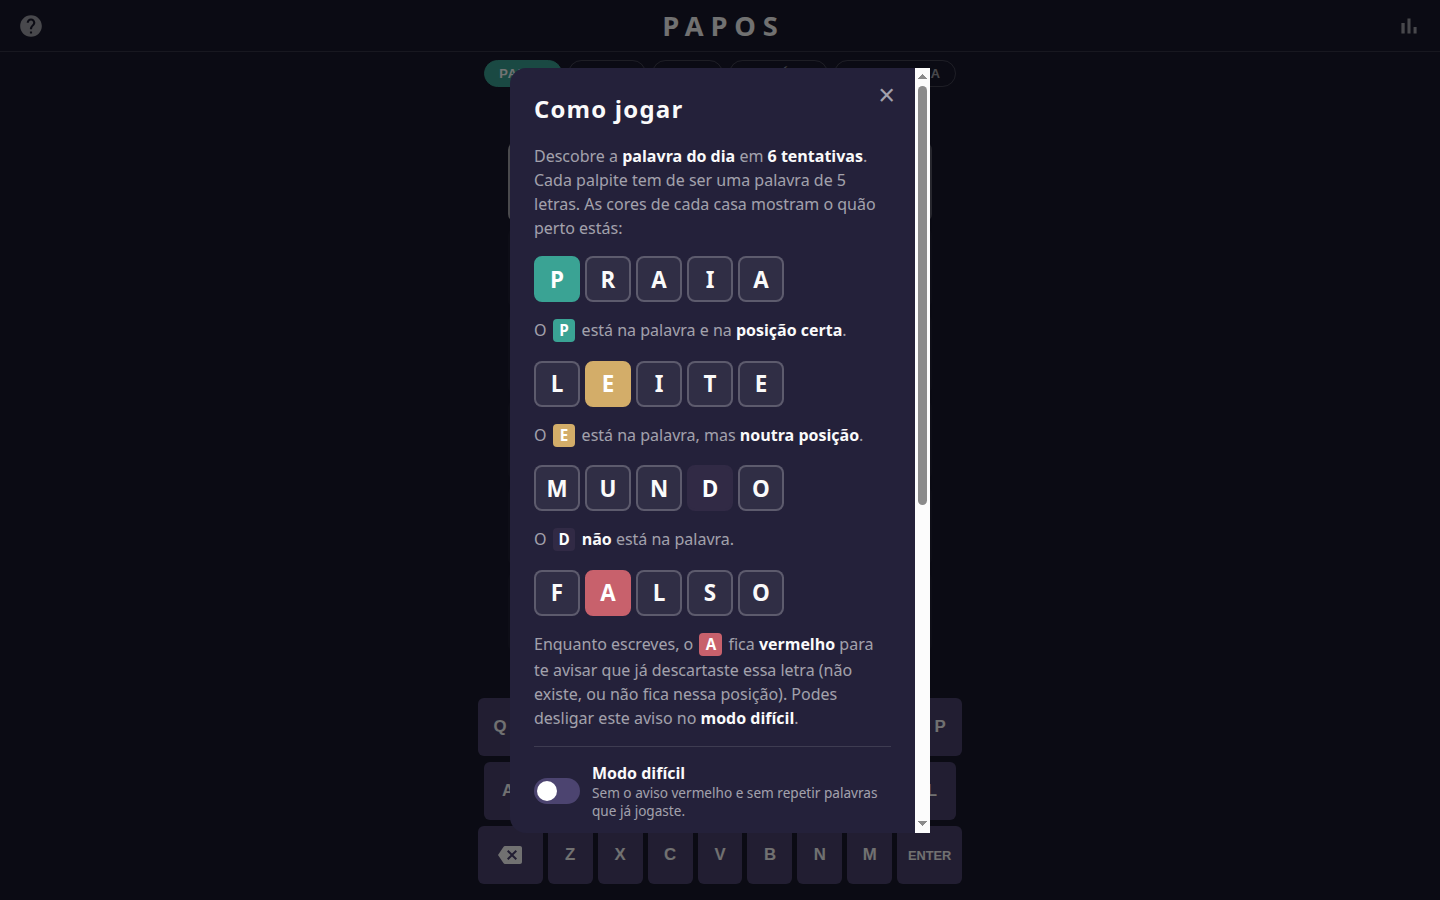 PAPOS
Como jogar
Descobre a palavra do dia em 6 tentativas.
Cada palpite tem de ser uma palavra de 5
letras. As cores de cada casa mostram o quão
perto estás:
P R A I A
O P está na palavra e na posição certa.
L E I T E
O E está na palavra, mas noutra posição.
M U N D O
O D não está na palavra.
F A L S O
Enquanto escreves, o A fica vermelho para
te avisar que já descartaste essa letra (não
existe, ou não fica nessa posição). Podes
desligar este aviso no modo difícil.
Modo difícil
Sem o aviso vermelho e sem repetir palavras
que já jogaste.
Q P
A L
Z X C V B N M ENTER